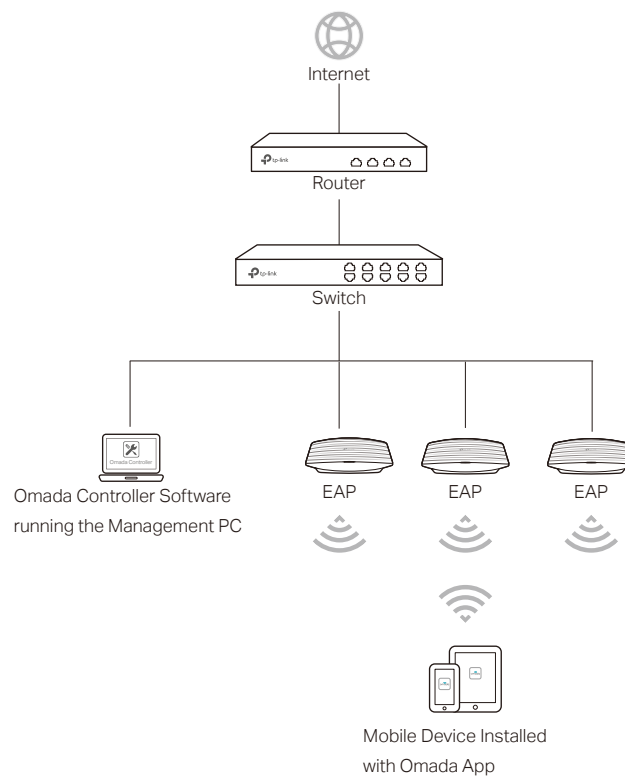 Internet
tp-link
Router
tp-link
Switch
Omada Controller
Omada Controller Software
running the Management PC
EAP
EAP
EAP
Mobile Device Installed
with Omada App